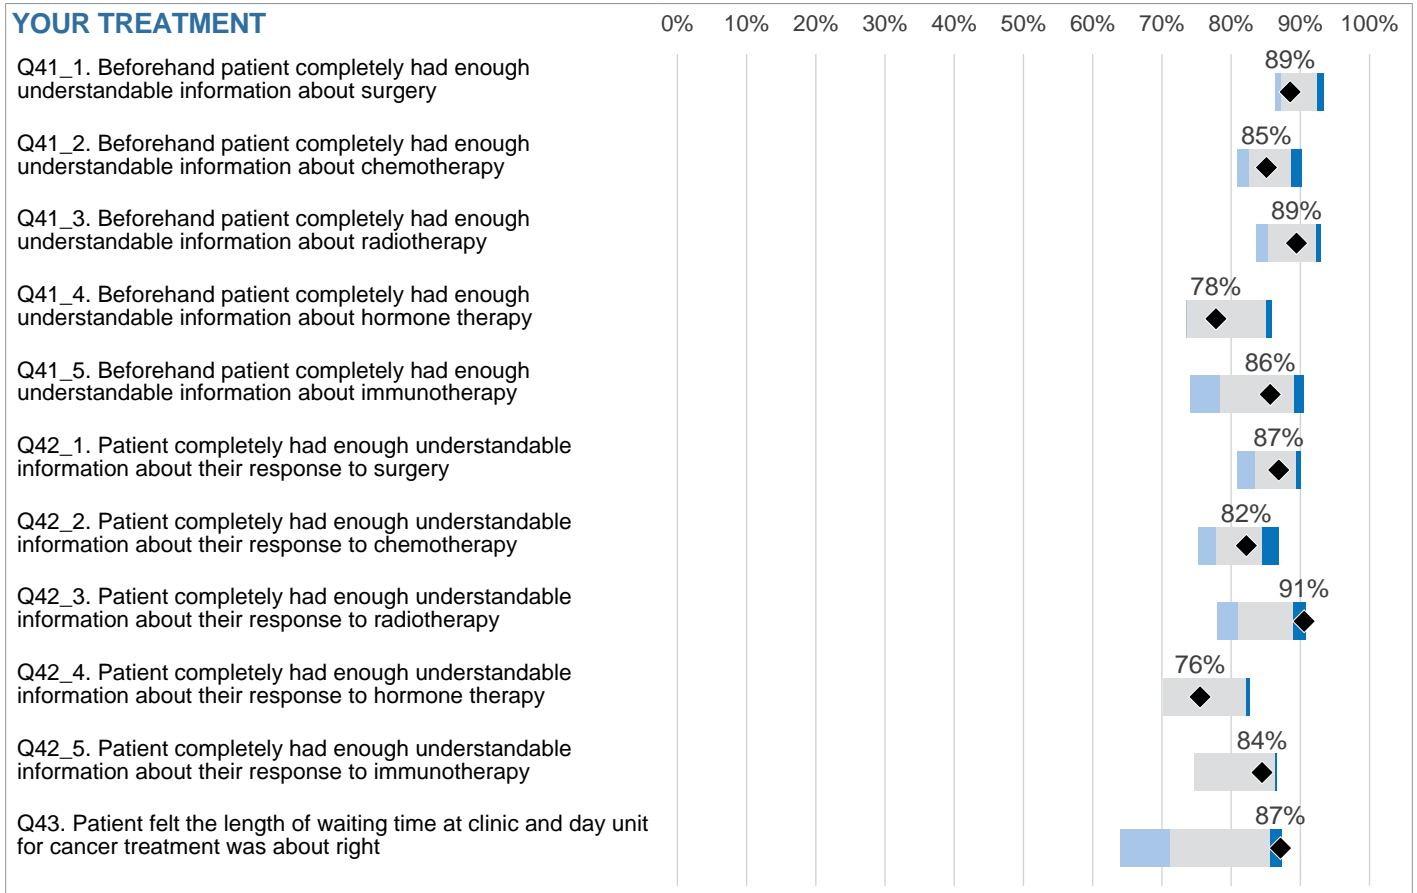 YOUR TREATMENT
0% 10% 20% 30% 40% 50% 60% 70% 80% 90% 100%
Q41_1. Beforehand patient completely had enough
understandable information about surgery
89%
Q41_2. Beforehand patient completely had enough
understandable information about chemotherapy
85%
Q41_3. Beforehand patient completely had enough
understandable information about radiotherapy
89%
Q41_4. Beforehand patient completely had enough
understandable information about hormone therapy
78%
Q41_5. Beforehand patient completely had enough
understandable information about immunotherapy
86%
Q42_1. Patient completely had enough understandable
information about their response to surgery
87%
Q42_2. Patient completely had enough understandable
information about their response to chemotherapy
82%
Q42_3. Patient completely had enough understandable
information about their response to radiotherapy
91%
Q42_4. Patient completely had enough understandable
information about their response to hormone therapy
76%
Q42_5. Patient completely had enough understandable
information about their response to immunotherapy
84%
Q43. Patient felt the length of waiting time at clinic and day unit
for cancer treatment was about right
87%